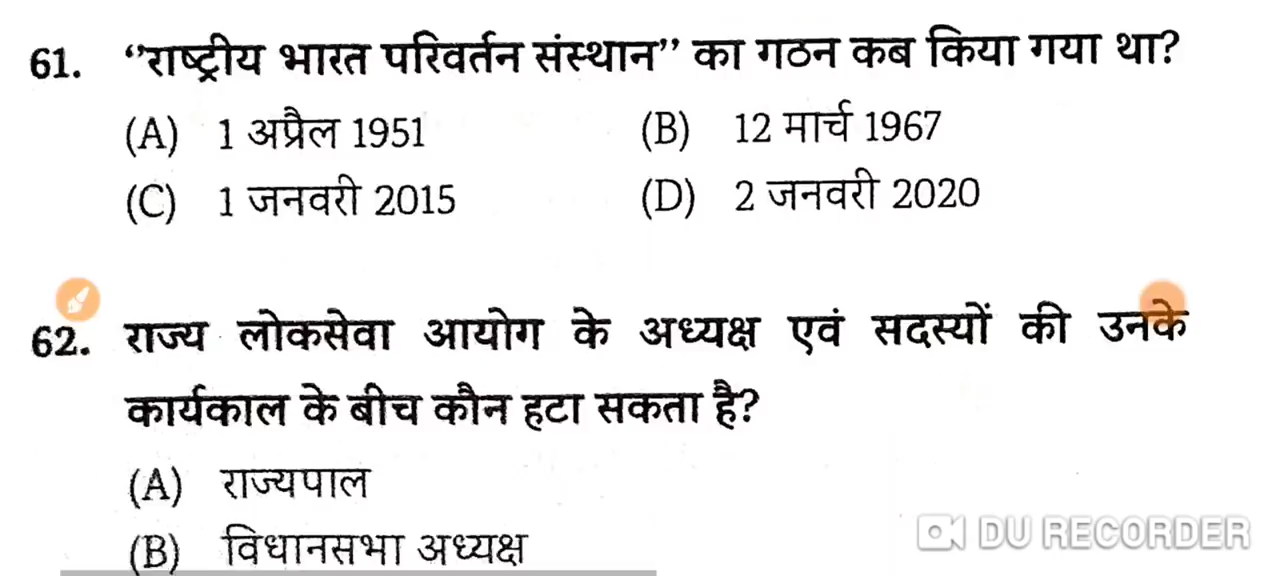 61. ‘‘राष्ट्रीय भारत परिवर्तन संस्थान’’ का गठन कब किया गया था?
(A) 1 अप्रैल 1951 (B) 12 मार्च 1967
(C) 1 जनवरी 2015 (D) 2 जनवरी 2020
62. राज्य लोकसेवा आयोग के अध्यक्ष एवं सदस्यों की उनके
कार्यकाल के बीच कौन हटा सकता है?
(A) राज्यपाल
(B) विधानसभा अध्यक्ष
DU RECORDER